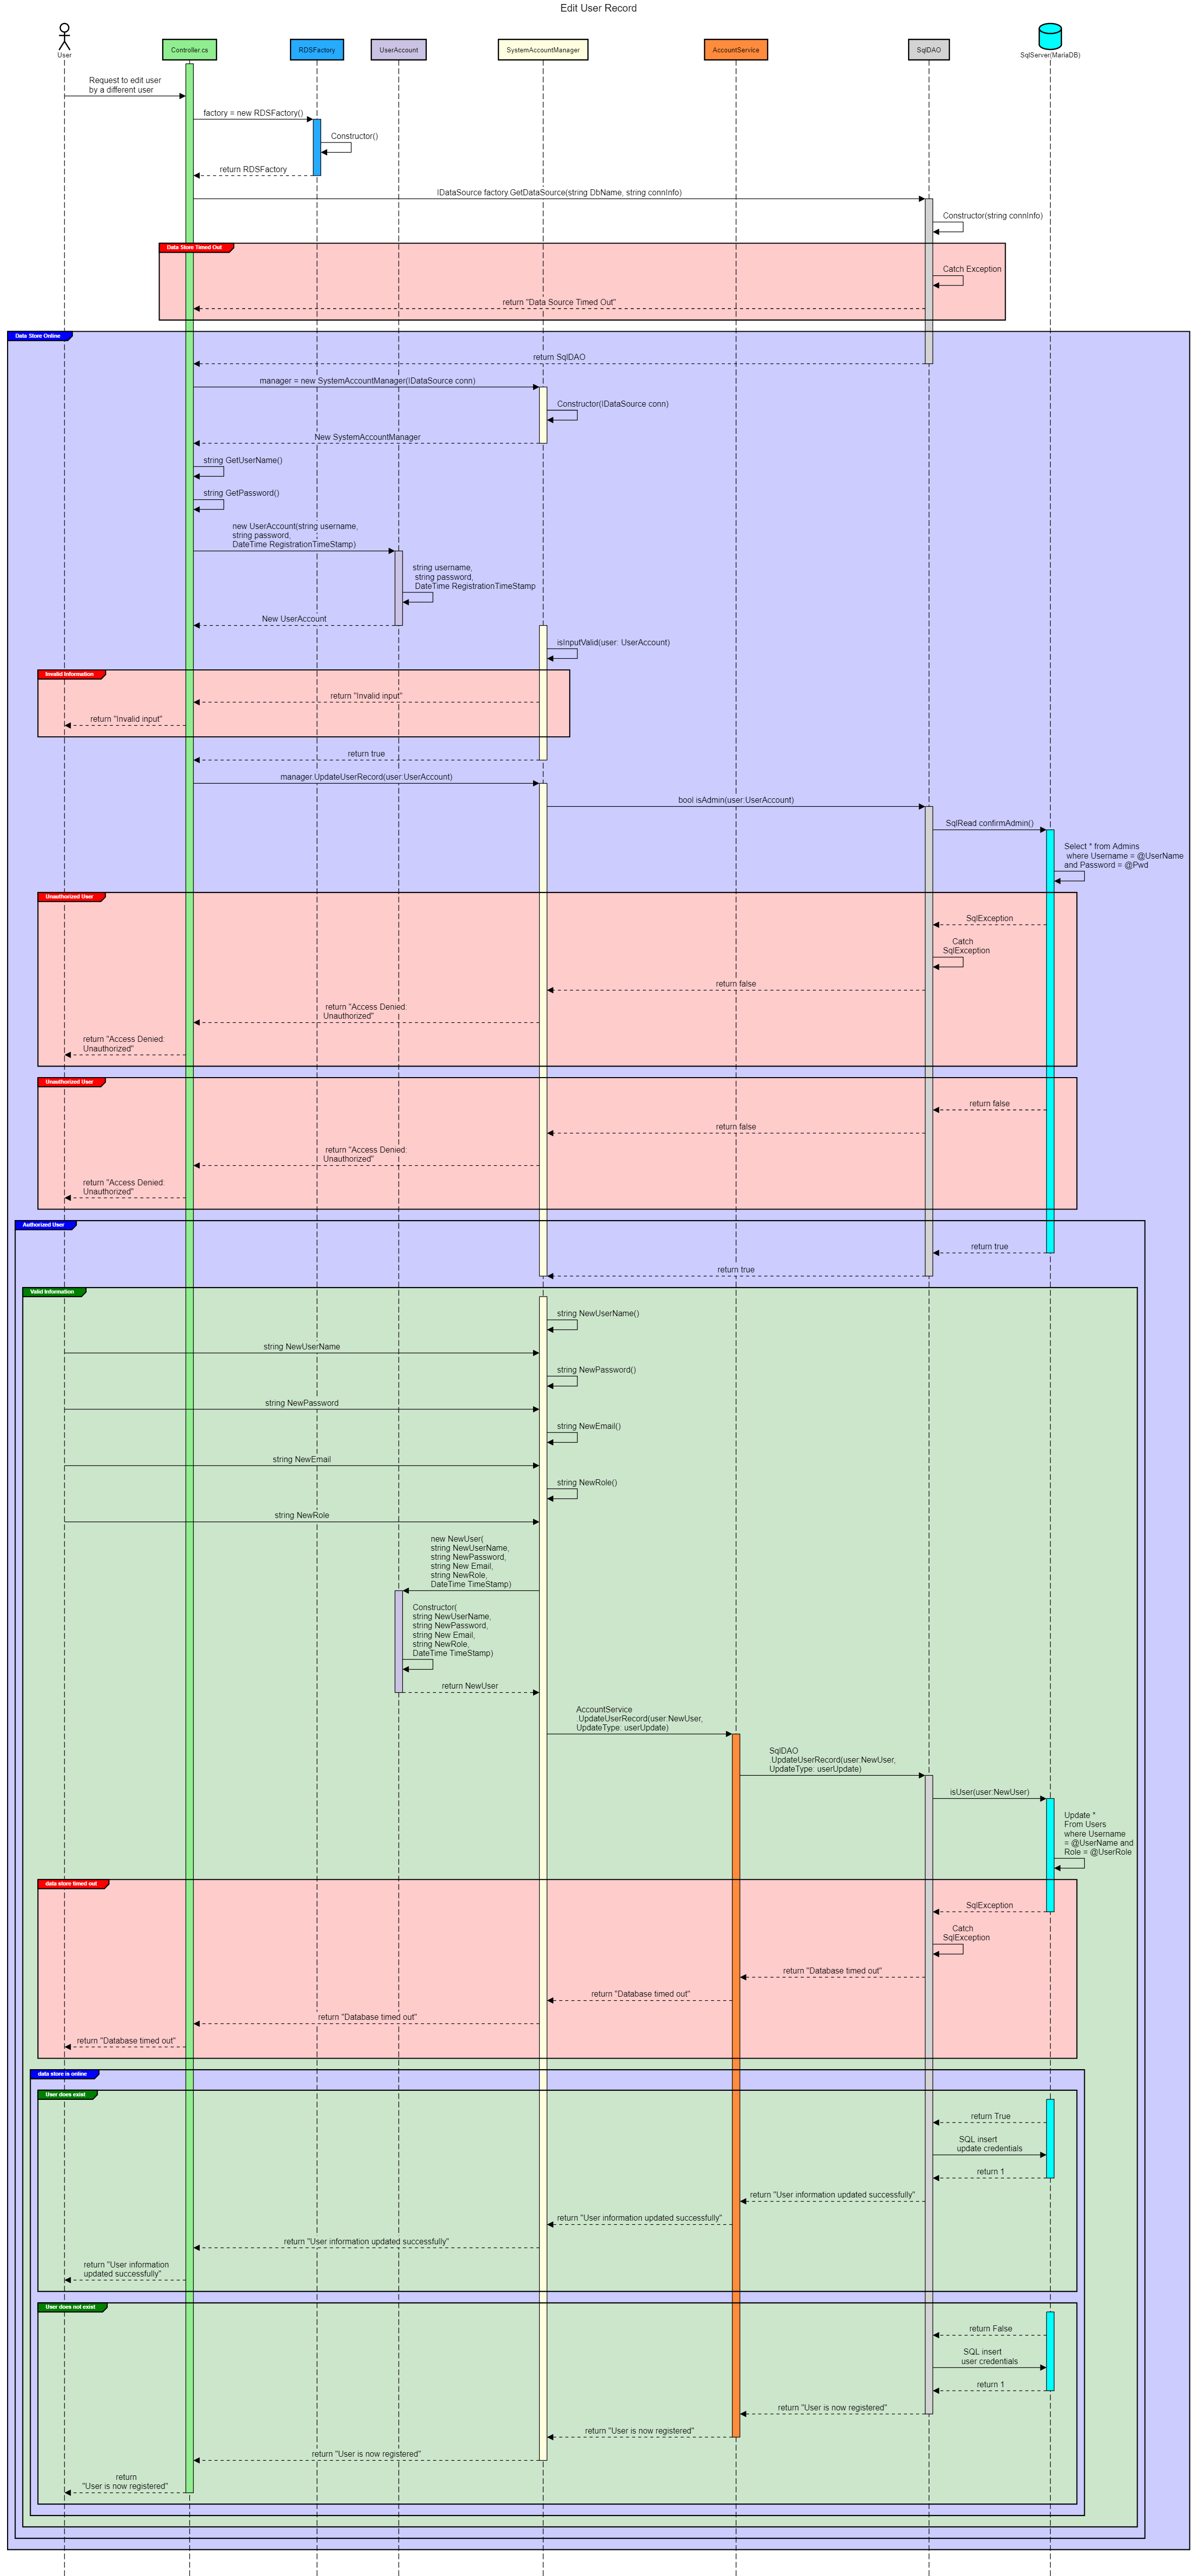 Edit User Record
User
Controller.cs
RDSFactory
UserAccount
SystemAccountManager
AccountService
SqlDAO
SqlServer(MariaDB)
Request to edit user
by a different user
factory = new RDSFactory()
Constructor()
return RDSFactory
IDataSource factory.GetDataSource(string DbName, string connInfo)
Constructor(string connInfo)
Data Store Timed Out
Catch Exception
return "Data Source Timed Out"
Data Store Online
return SqlDAO
manager = new SystemAccountManager(IDataSource conn)
Constructor(IDataSource conn)
New SystemAccountManager
string GetUserName()
string GetPassword()
new UserAccount(string username,
string password,
DateTime RegistrationTimeStamp)
string username,
string password,
DateTime RegistrationTimeStamp
New UserAccount
isInputValid(user: UserAccount)
Invalid Information
return "Invalid input"
return "Invalid input"
return true
manager.UpdateUserRecord(user:UserAccount)
bool isAdmin(user:UserAccount)
SqlRead confirmAdmin()
Select * from Admins
where Username = @UserName
and Password = @Pwd
Unauthorized User
SqlException
Catch
SqlException
return false
return "Access Denied:
Unauthorized"
return "Access Denied:
Unauthorized"
Unauthorized User
return false
return false
return "Access Denied:
Unauthorized"
return "Access Denied:
Unauthorized"
Authorized User
return true
return true
Valid Information
string NewUserName()
string NewUserName
string NewPassword()
string NewPassword
string NewEmail()
string NewEmail
string NewRole()
string NewRole
new NewUser(
string NewUserName,
string NewPassword,
string New Email,
string NewRole,
DateTime TimeStamp)
Constructor(
string NewUserName,
string NewPassword,
string New Email,
string NewRole,
DateTime TimeStamp)
return NewUser
AccountService
.UpdateUserRecord(user:NewUser,
UpdateType: userUpdate)
SqlDAO
.UpdateUserRecord(user:NewUser,
UpdateType: userUpdate)
isUser(user:NewUser)
Update *
From Users
where Username
= @UserName and
Role = @UserRole
data store timed out
SqlException
Catch
SqlException
return "Database timed out"
return "Database timed out"
return "Database timed out"
return "Database timed out"
data store is online
User does exist
return True
SQL insert
update credentials
return 1
return "User information updated successfully"
return "User information updated successfully"
return "User information updated successfully"
return "User information
updated successfully"
User does not exist
return False
SQL insert
user credentials
return 1
return "User is now registered"
return "User is now registered"
return "User is now registered"
return
"User is now registered"